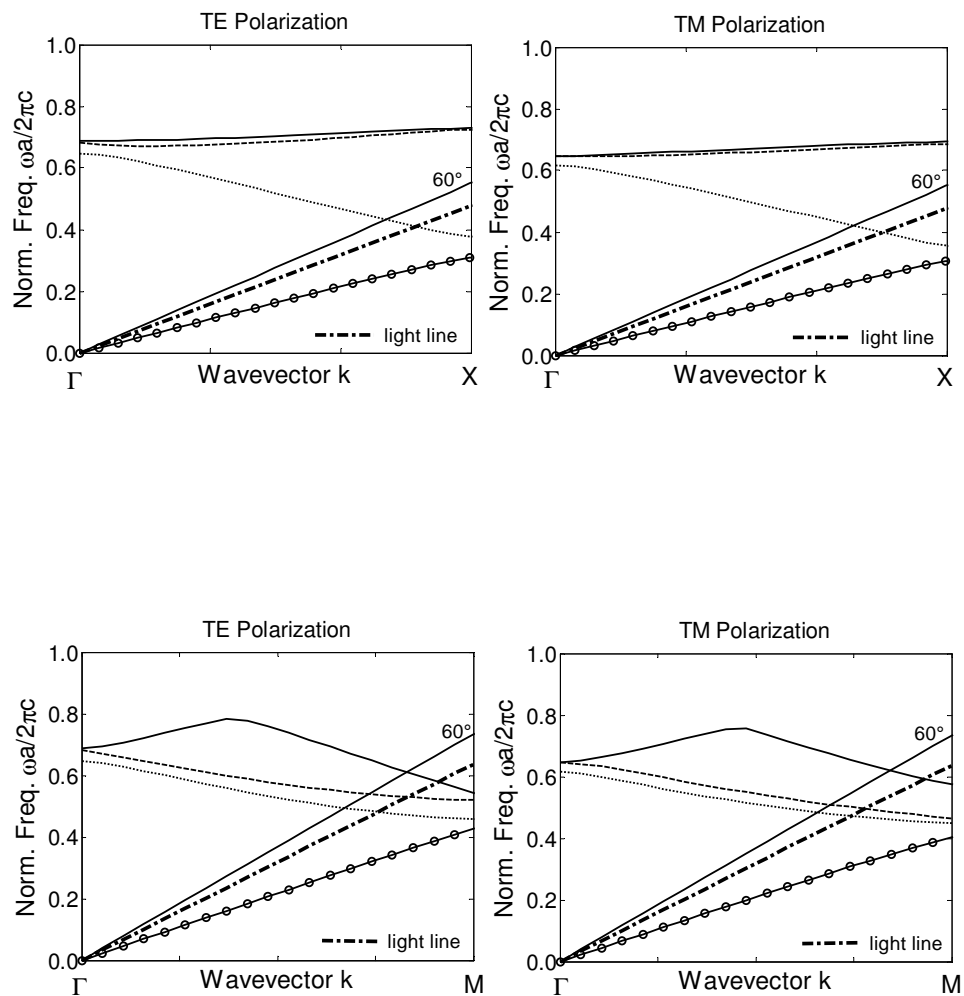 TE Polarization
1.0
0.8
0.6
0.4
0.2
0.0
Norm. Freq. ωa/2πc
60°
light line
Γ
Wavevector k
X
TM Polarization
1.0
0.8
0.6
0.4
0.2
0.0
Norm. Freq. ωa/2πc
60°
light line
Γ
Wavevector k
X
TE Polarization
1.0
0.8
0.6
0.4
0.2
0.0
Norm. Freq. ωa/2πc
60°
light line
Γ
Wavevector k
M
TM Polarization
1.0
0.8
0.6
0.4
0.2
0.0
Norm. Freq. ωa/2πc
60°
light line
Γ
Wavevector k
M